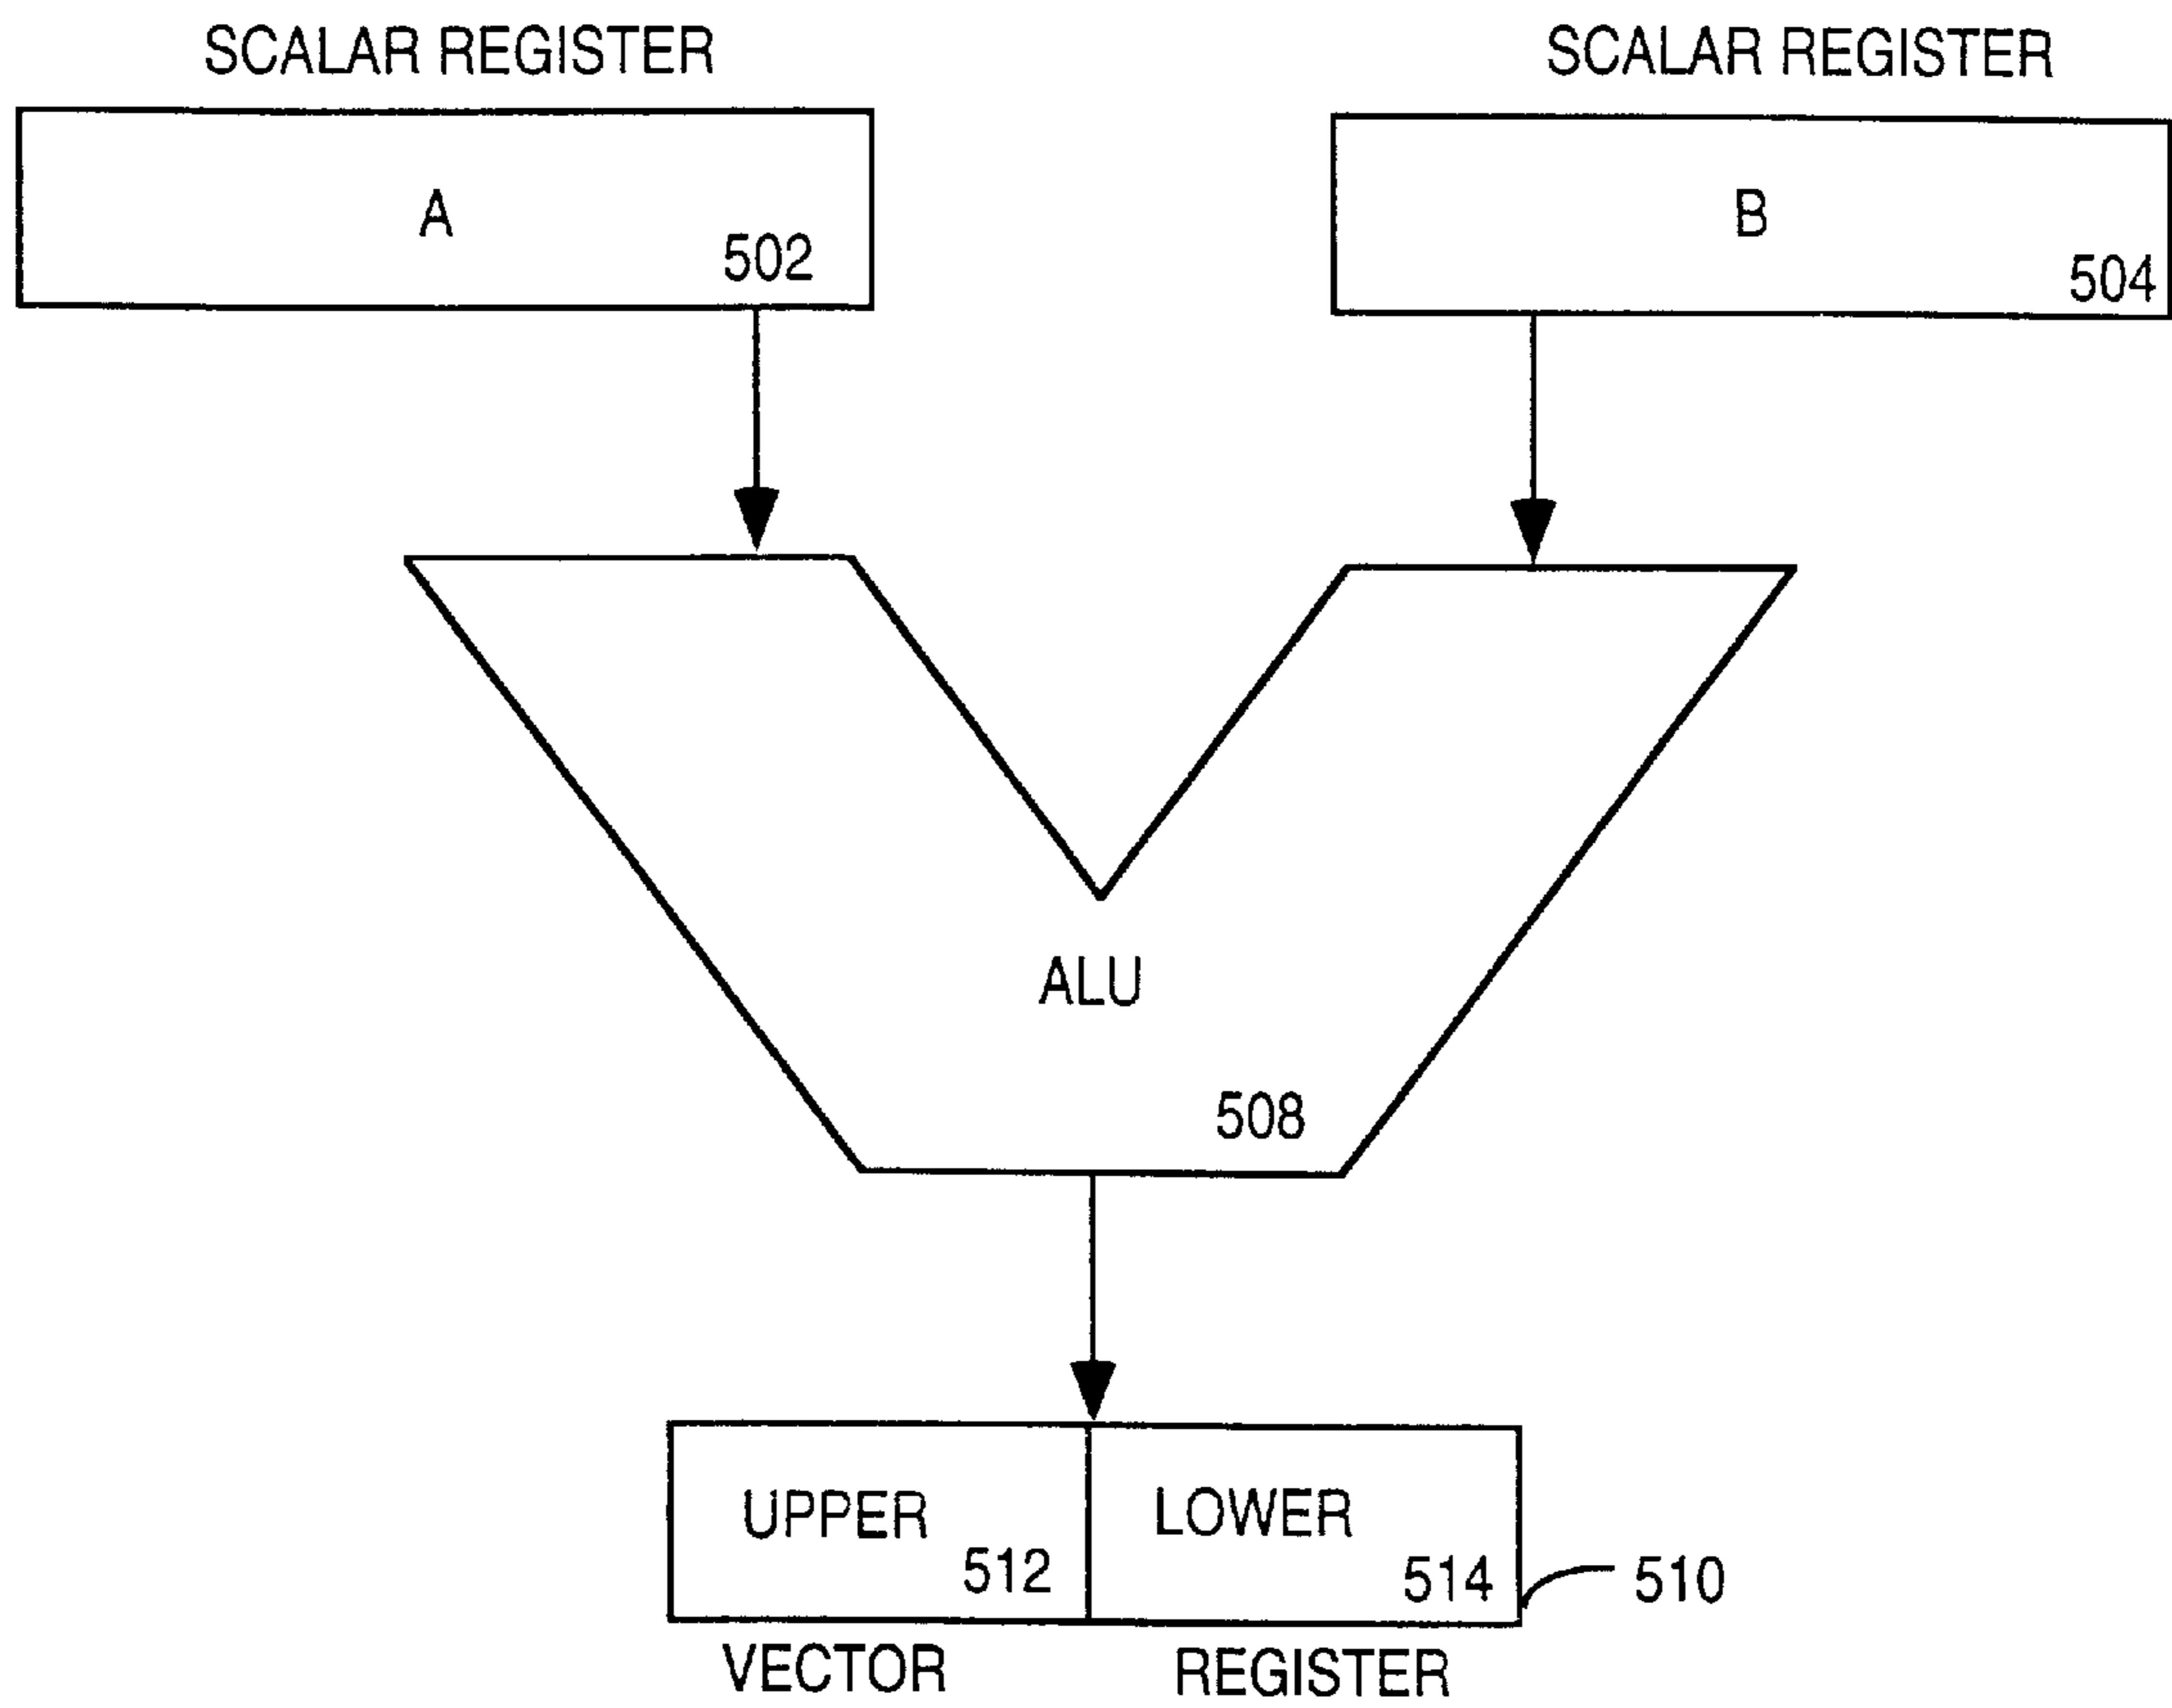 SCALAR REGISTER
SCALAR REGISTER
A
502
B
504
ALU
508
UPPER
512
LOWER
514
510
VECTOR REGISTER